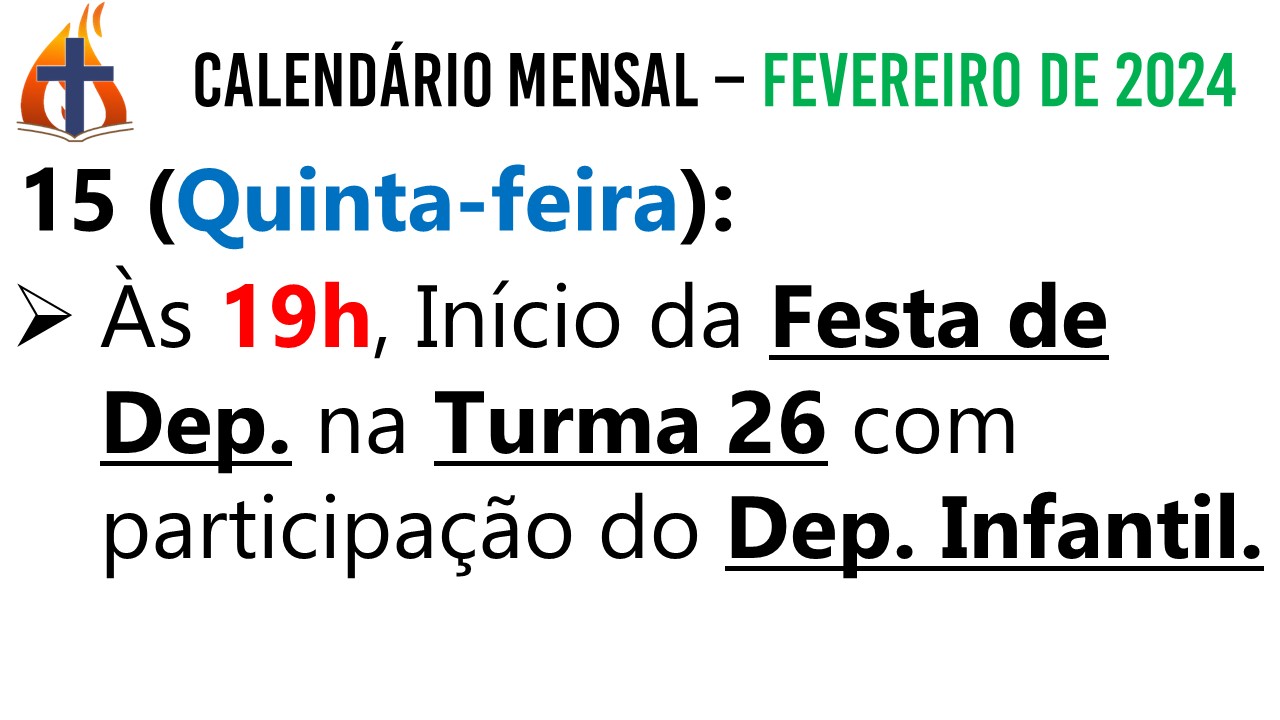 CALENDÁRIO MENSAL – FEVEREIRO DE 2024
15 (Quinta-feira):
➢ Às 19h, Início da Festa de
Dep. na Turma 26 com
participação do Dep. Infantil.